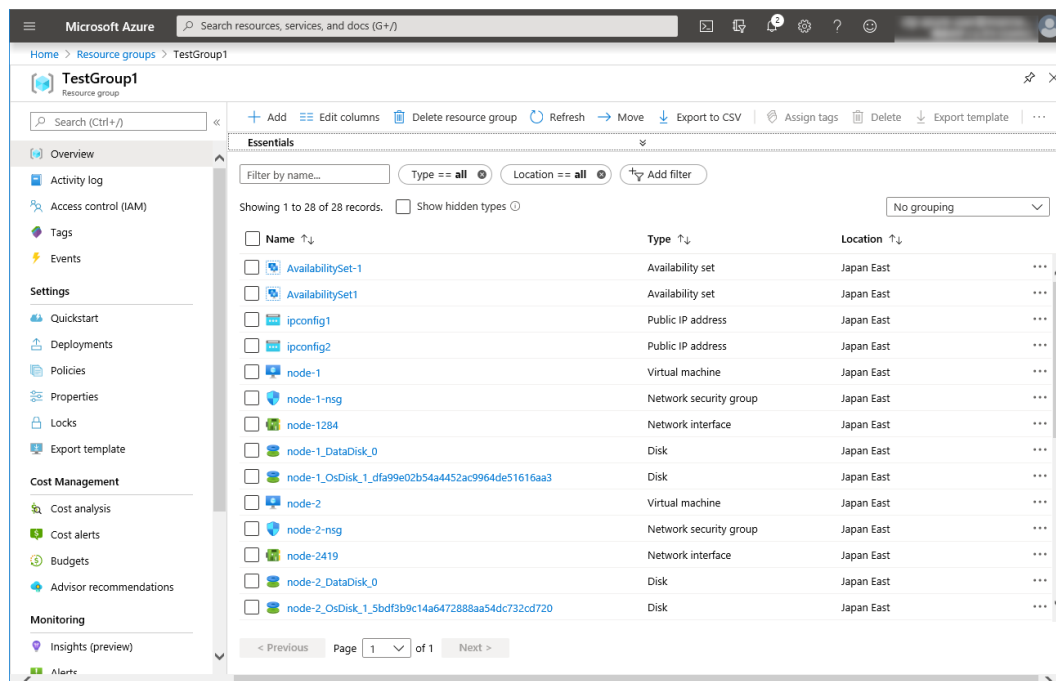 Microsoft Azure
Search resources, services, and docs (G+/)
2
Home > Resource groups > TestGroup1
TestGroup1
Resource group
Search (Ctrl+/)
«
Overview
Activity log
Access control (IAM)
Tags
Events
Settings
Quickstart
Deployments
Policies
Properties
Locks
Export template
Cost Management
Cost analysis
Cost alerts
Budgets
Advisor recommendations
Monitoring
Insights (preview)
Alerts
Add Edit columns Delete resource group Refresh Move Export to CSV Assign tags Delete Export template ...
Essentials
Filter by name... Type == all Location == all Add filter
Showing 1 to 28 of 28 records. Show hidden types
No grouping
Name ↑↓ Type ↑↓ Location ↑↓
AvailabilitySet-1 Availability set Japan East ...
AvailabilitySet1 Availability set Japan East ...
ipconfig1 Public IP address Japan East ...
ipconfig2 Public IP address Japan East ...
node-1 Virtual machine Japan East ...
node-1-nsg Network security group Japan East ...
node-1284 Network interface Japan East ...
node-1_DataDisk_0 Disk Japan East ...
node-1_OsDisk_1_dfa99e02b54a4452ac9964de51616aa3 Disk Japan East ...
node-2 Virtual machine Japan East ...
node-2-nsg Network security group Japan East ...
node-2419 Network interface Japan East ...
node-2_DataDisk_0 Disk Japan East ...
node-2_OsDisk_1_5bdf3b9c14a6472888aa54dc732cd720 Disk Japan East ...
< Previous Page 1 of 1 Next >